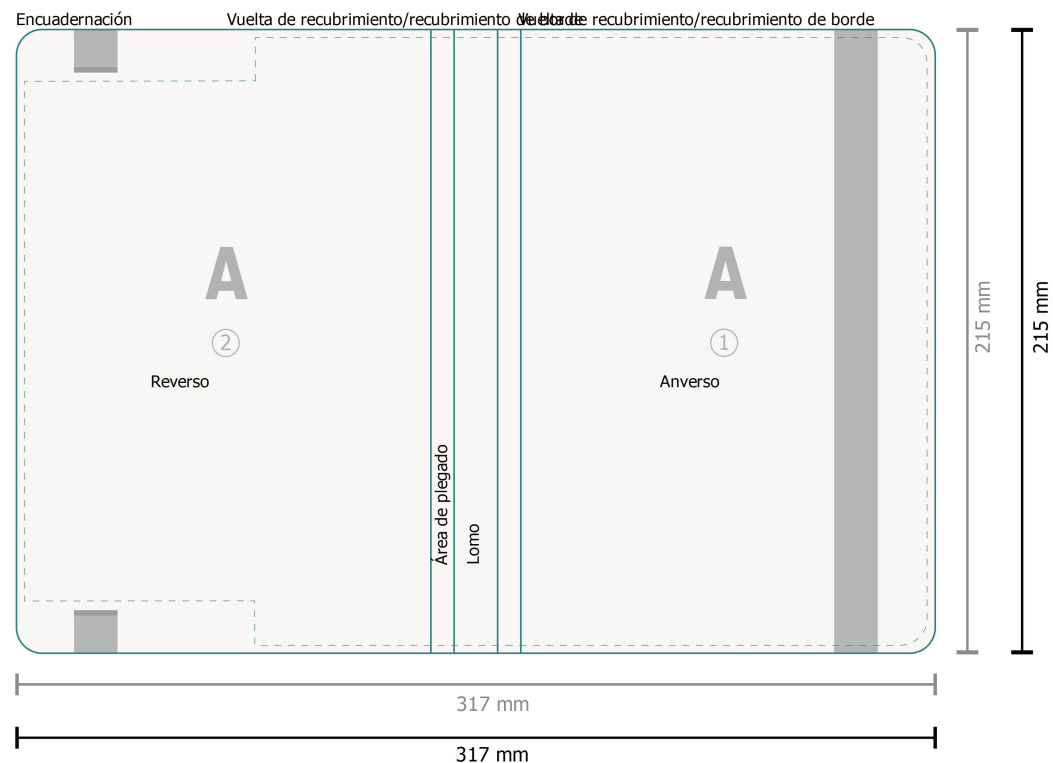 Encuadernación
Vuelta de recubrimiento/recubrimiento de borde
Vuelta de recubrimiento/recubrimiento de borde
A
A
2
1
Reverso
Anverso
Área de plegado
Lomo
215 mm
215 mm
317 mm
317 mm